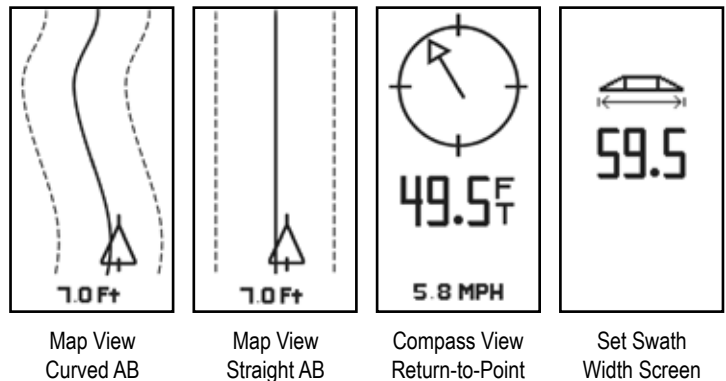 7.0 Ft
7.0 Ft
49.5 FT
5.8 MPH
59.5
Map View
Curved AB
Map View
Straight AB
Compass View
Return-to-Point
Set Swath
Width Screen